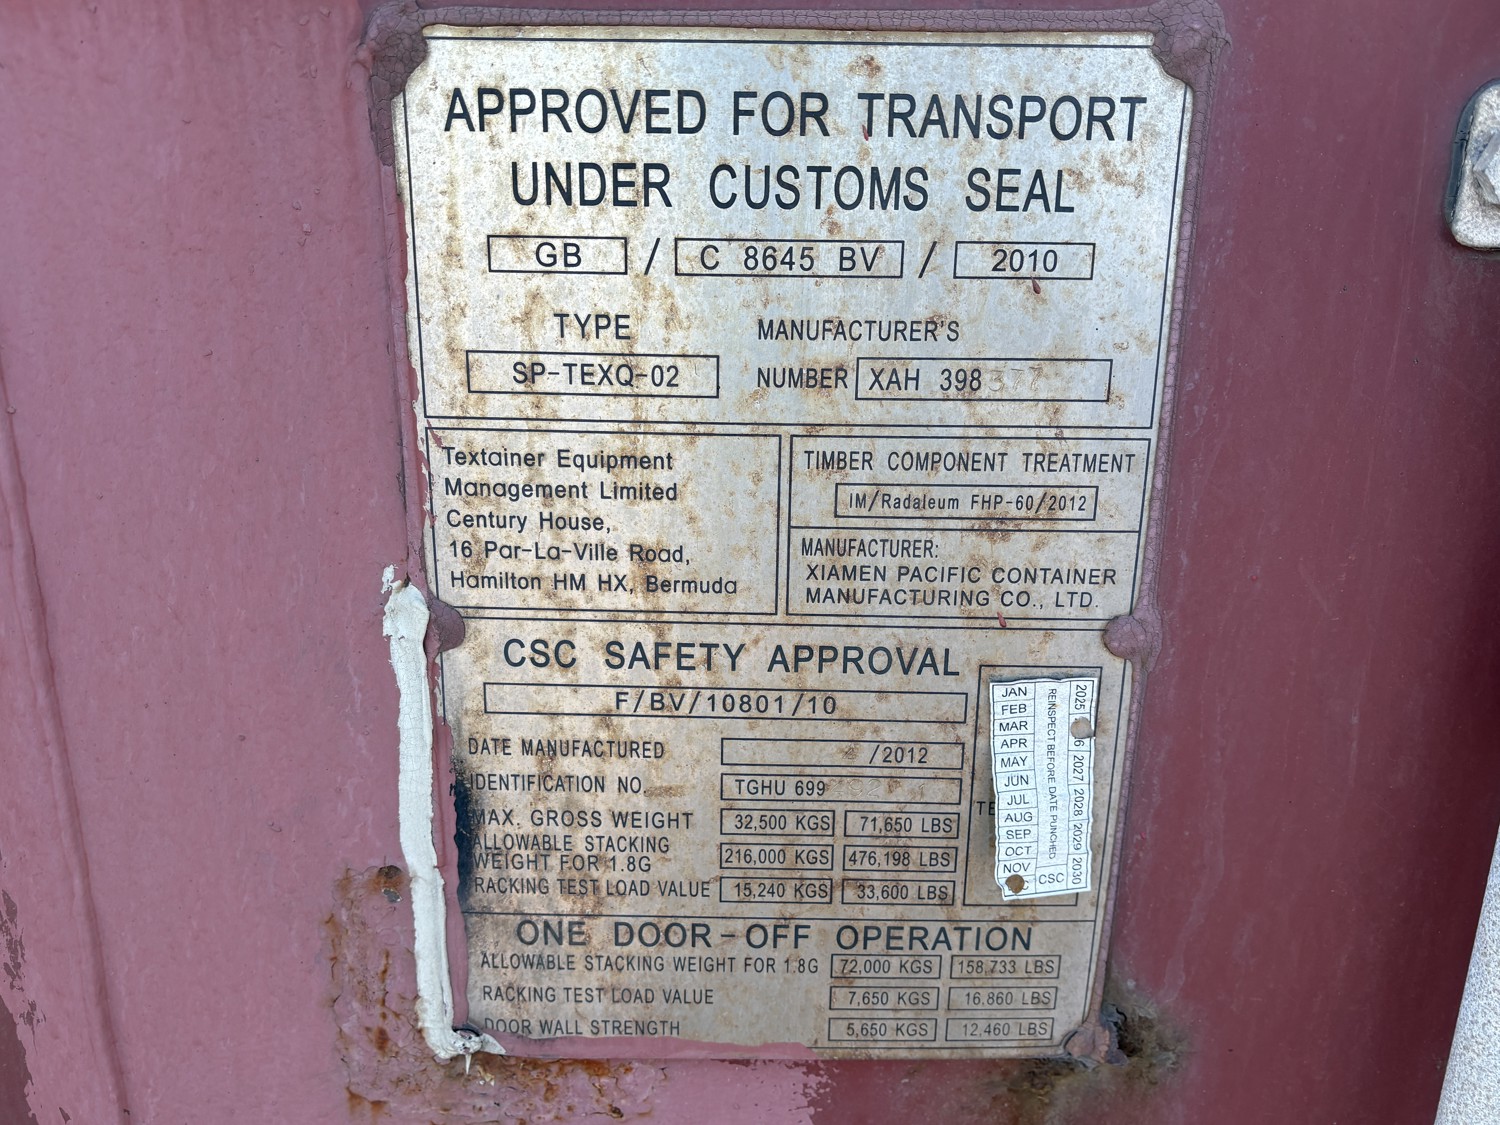 APPROVED FOR TRANSPORT
UNDER CUSTOMS SEAL
GB / C 8645 BV / 2010
TYPE
SP-TEXQ-02
MANUFACTURER'S
NUMBER XAH 398377
Textainer Equipment
Management Limited
Century House,
16 Par-La-Ville Road,
Hamilton HM HX, Bermuda
TIMBER COMPONENT TREATMENT
IM/Radaleum FHP-60/2012
MANUFACTURER:
XIAMEN PACIFIC CONTAINER
MANUFACTURING CO., LTD.
CSC SAFETY APPROVAL
F/BV/10801/10
DATE MANUFACTURED /2012
IDENTIFICATION NO. TGHU 699
MAX. GROSS WEIGHT 32,500 KGS 71,650 LBS
ALLOWABLE STACKING
WEIGHT FOR 1.8G 216,000 KGS 476,198 LBS
RACKING TEST LOAD VALUE 15,240 KGS 33,600 LBS
JAN
FEB
MAR
APR
MAY
JUN
JUL
AUG
SEP
OCT
NOV
REINSPECT BEFORE DATE PUNCHED
CSC
2025 6 2027 2028 2029 2030
ONE DOOR-OFF OPERATION
ALLOWABLE STACKING WEIGHT FOR 1.8G 72,000 KGS 158,733 LBS
RACKING TEST LOAD VALUE 7,650 KGS 16,860 LBS
DOOR WALL STRENGTH 5,650 KGS 12,460 LBS